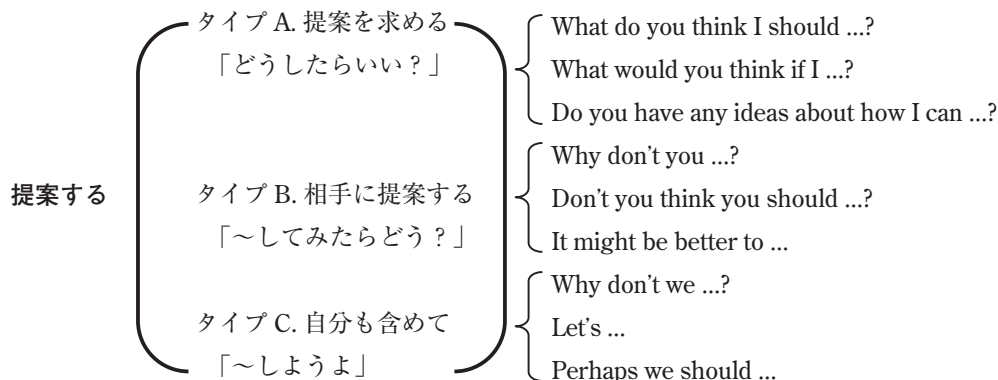 提案する
タイプ A. 提案を求める
「どうしたらいい？」
What do you think I should ...?
What would you think if I ...?
Do you have any ideas about how I can ...?
タイプ B. 相手に提案する
「～してみたらどう？」
Why don't you ...?
Don't you think you should ...?
It might be better to ...
タイプ C. 自分も含めて
「～しようよ」
Why don't we ...?
Let's ...
Perhaps we should ...